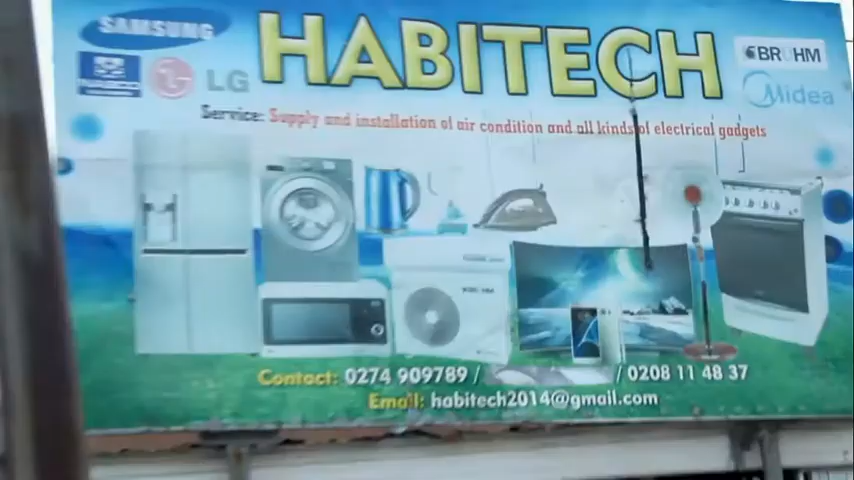 SAMSUNG
HABITECH
BRUHM
LG
Midea
Service: Supply and installation of air condition and all kinds of electrical gadgets
Contact: 0274 909789 / / 0208 11 48 37
Email: habitech2014@gmail.com